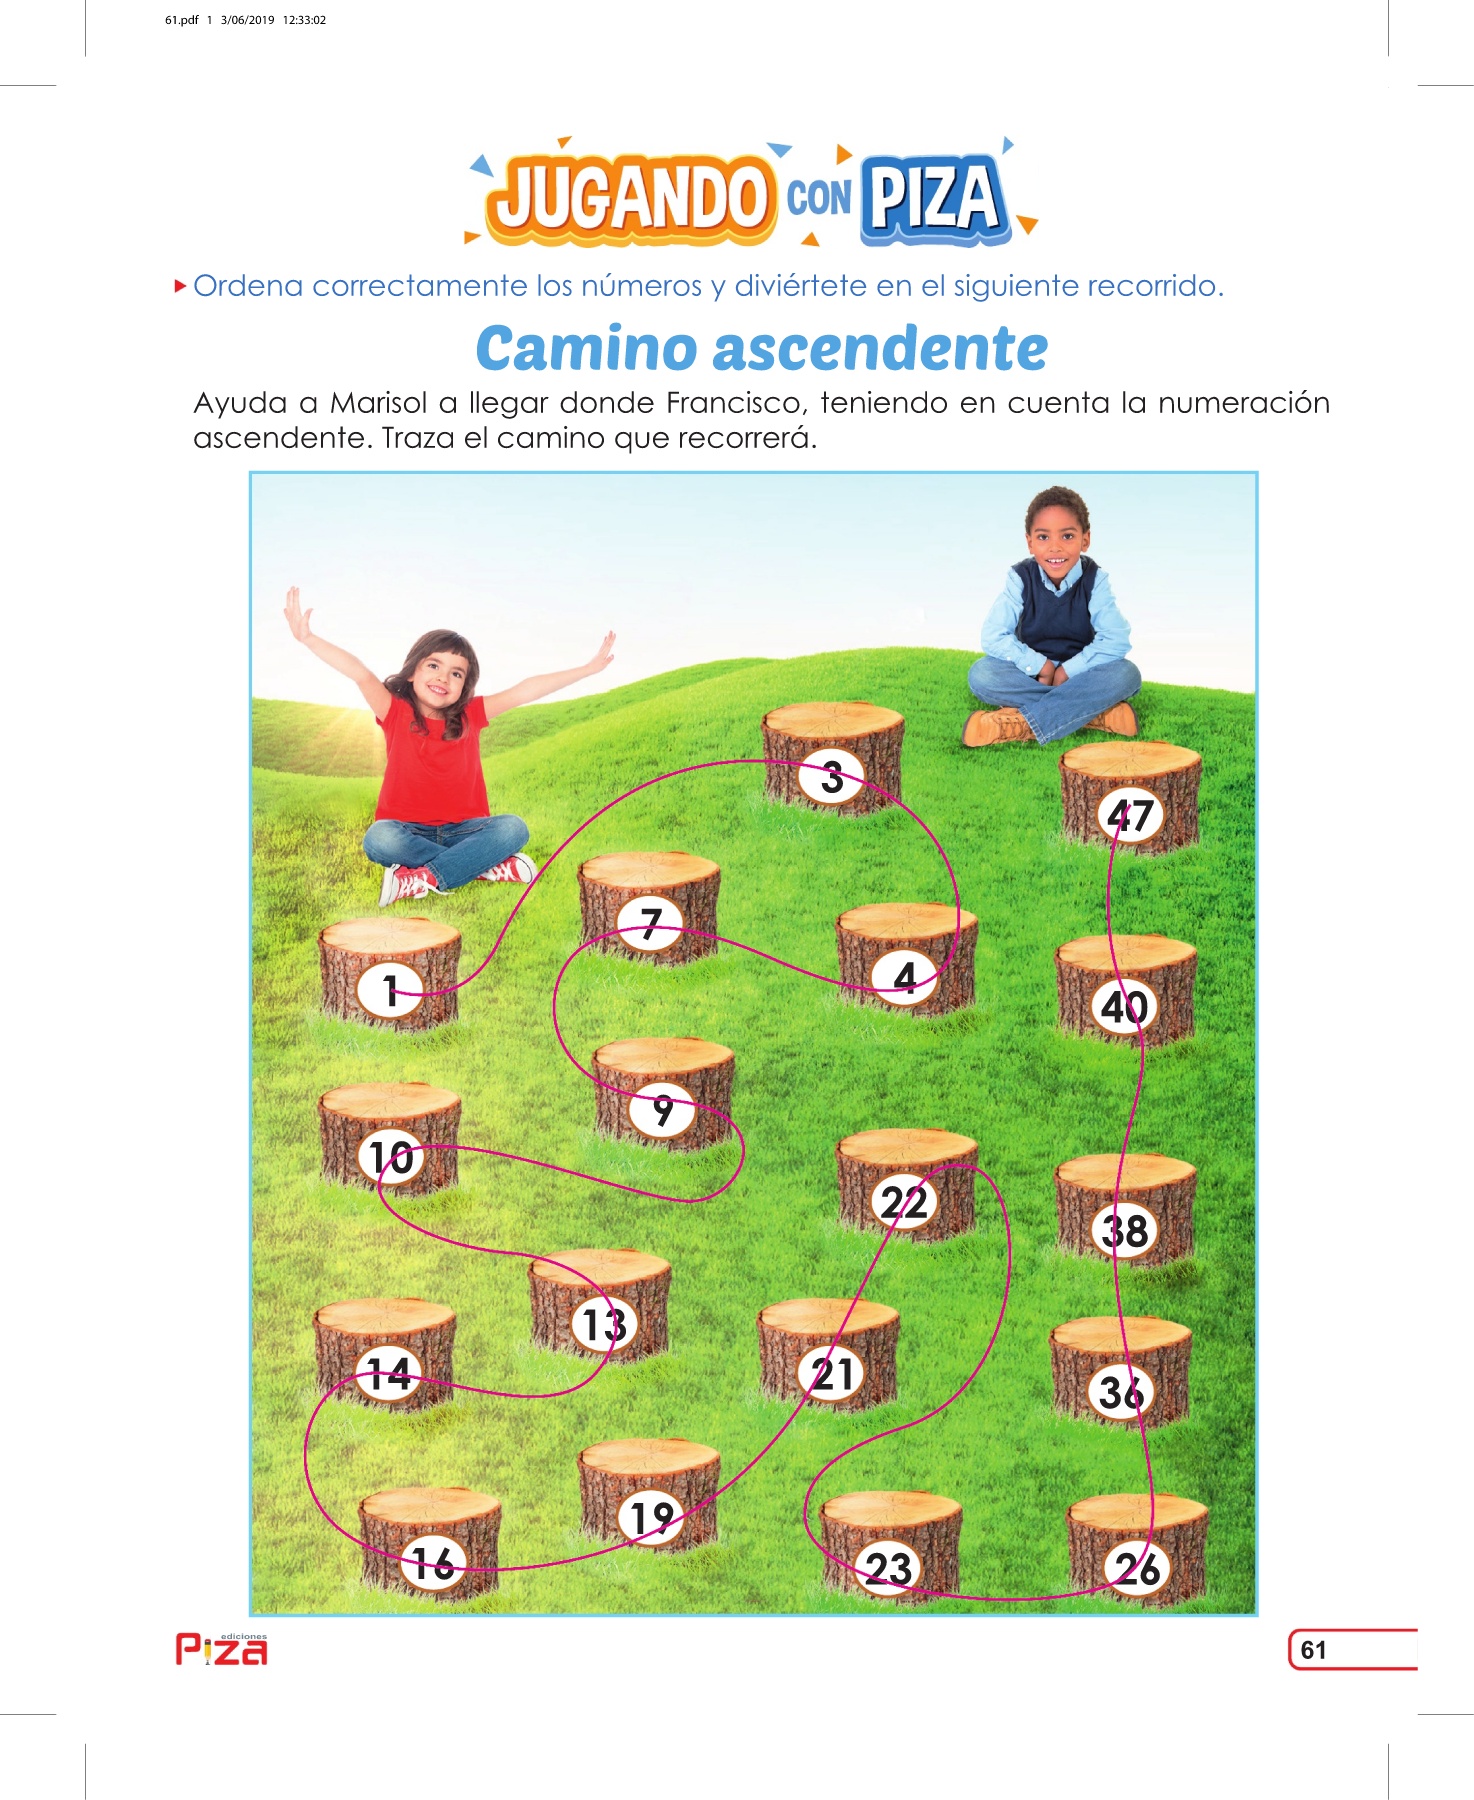 61.pdf 1 3/06/2019 12:33:02
JUGANDO CON PIZA
Ordena correctamente los números y diviértete en el siguiente recorrido.
Camino ascendente
Ayuda a Marisol a llegar donde Francisco, teniendo en cuenta la numeración
ascendente. Traza el camino que recorrerá.
3
47
7
1
4
40
9
10
22
38
13
14
21
36
19
16
23
26
ediciones
Piza
61